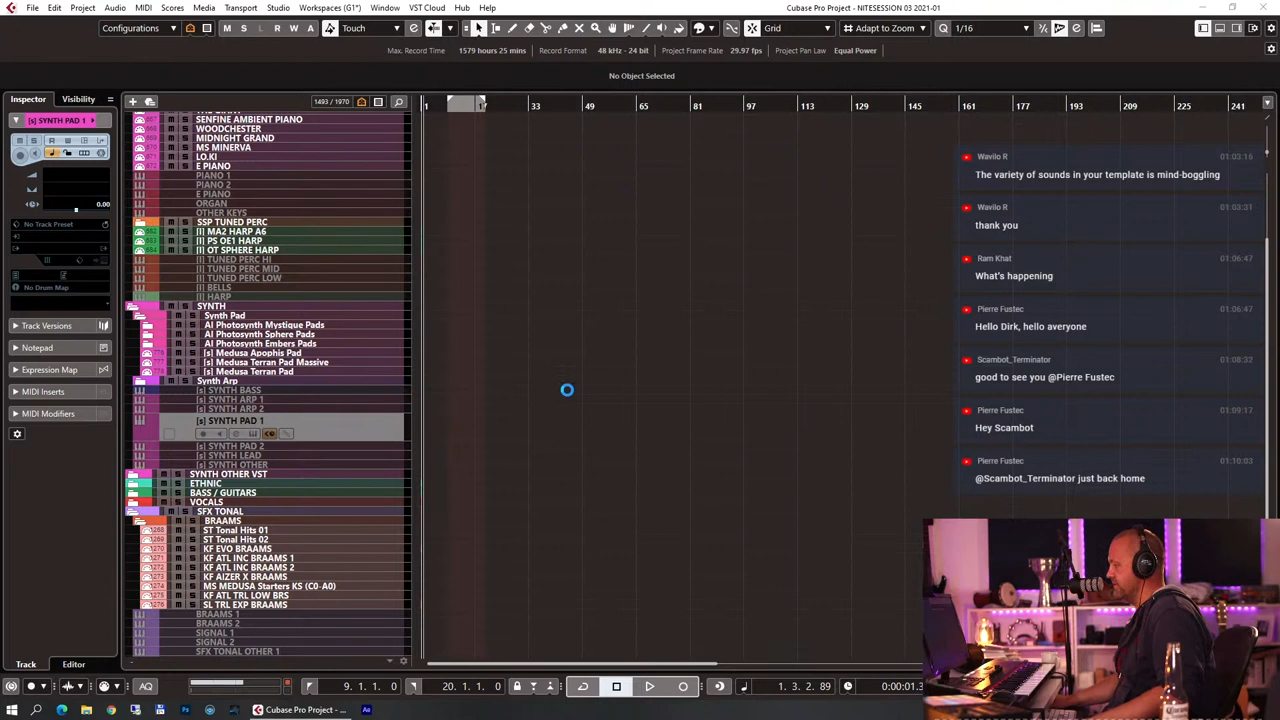 File Edit Project Audio MIDI Scores Media Transport Studio Workspaces (G1*) Window VST Cloud Hub Help
Cubase Pro Project - NITESESSION 03 2021-01
Configurations M S L R W A Touch Grid Adapt to Zoom Q 1/16
Max. Record Time 1579 hours 25 mins Record Format 48 kHz - 24 bit Project Frame Rate 29.97 fps Project Pan Law Equal Power
No Object Selected
Inspector Visibility
1493 / 1970
1 17 33 49 65 81 97 113 129 145 161 177 193 209 225 241
[s] SYNTH PAD 1
0.00
No Track Preset
No Drum Map
Track Versions
Notepad
Expression Map
MIDI Inserts
MIDI Modifiers
SENFINE AMBIENT PIANO
WOODCHESTER
MIDNIGHT GRAND
MS MINERVA
LO.KI
E PIANO
PIANO 1
PIANO 2
E PIANO
ORGAN
OTHER KEYS
SSP TUNED PERC
[I] MA2 HARP A6
[I] PS OE1 HARP
[I] OT SPHERE HARP
[I] TUNED PERC HI
[I] TUNED PERC MID
[I] TUNED PERC LOW
[I] BELLS
[I] HARP
SYNTH
Synth Pad
AI Photosynth Mystique Pads
AI Photosynth Sphere Pads
AI Photosynth Embers Pads
[s] Medusa Apophis Pad
[s] Medusa Terran Pad Massive
[s] Medusa Terran Pad
Synth Arp
[s] SYNTH BASS
[s] SYNTH ARP 1
[s] SYNTH ARP 2
[s] SYNTH PAD 1
[s] SYNTH PAD 2
[s] SYNTH LEAD
[s] SYNTH OTHER
SYNTH OTHER VST
ETHNIC
BASS / GUITARS
VOCALS
SFX TONAL
BRAAMS
1268 ST Tonal Hits 01
1269 ST Tonal Hits 02
1270 KF EVO BRAAMS
1271 KF ATL INC BRAAMS 1
1272 KF ATL INC BRAAMS 2
1273 KF AIZER X BRAAMS
1274 MS MEDUSA Starters KS (C0-A0)
1275 KF ATL TRL LOW BRS
1276 SL TRL EXP BRAAMS
BRAAMS 1
BRAAMS 2
SIGNAL 1
SIGNAL 2
SFX TONAL OTHER 1
Wavilo R 01:03:16
The variety of sounds in your template is mind-boggling
Wavilo R 01:03:31
thank you
Ram Khat 01:06:47
What's happening
Pierre Fustec 01:06:47
Hello Dirk, hello averyone
Scambot_Terminator 01:08:32
good to see you @Pierre Fustec
Pierre Fustec 01:09:17
Hey Scambot
Pierre Fustec 01:10:03
@Scambot_Terminator just back home
Track Editor
AQ 9. 1. 1. 0 20. 1. 1. 0 1. 3. 2. 89 0:00:01.3
Cubase Pro Project - ... Ae